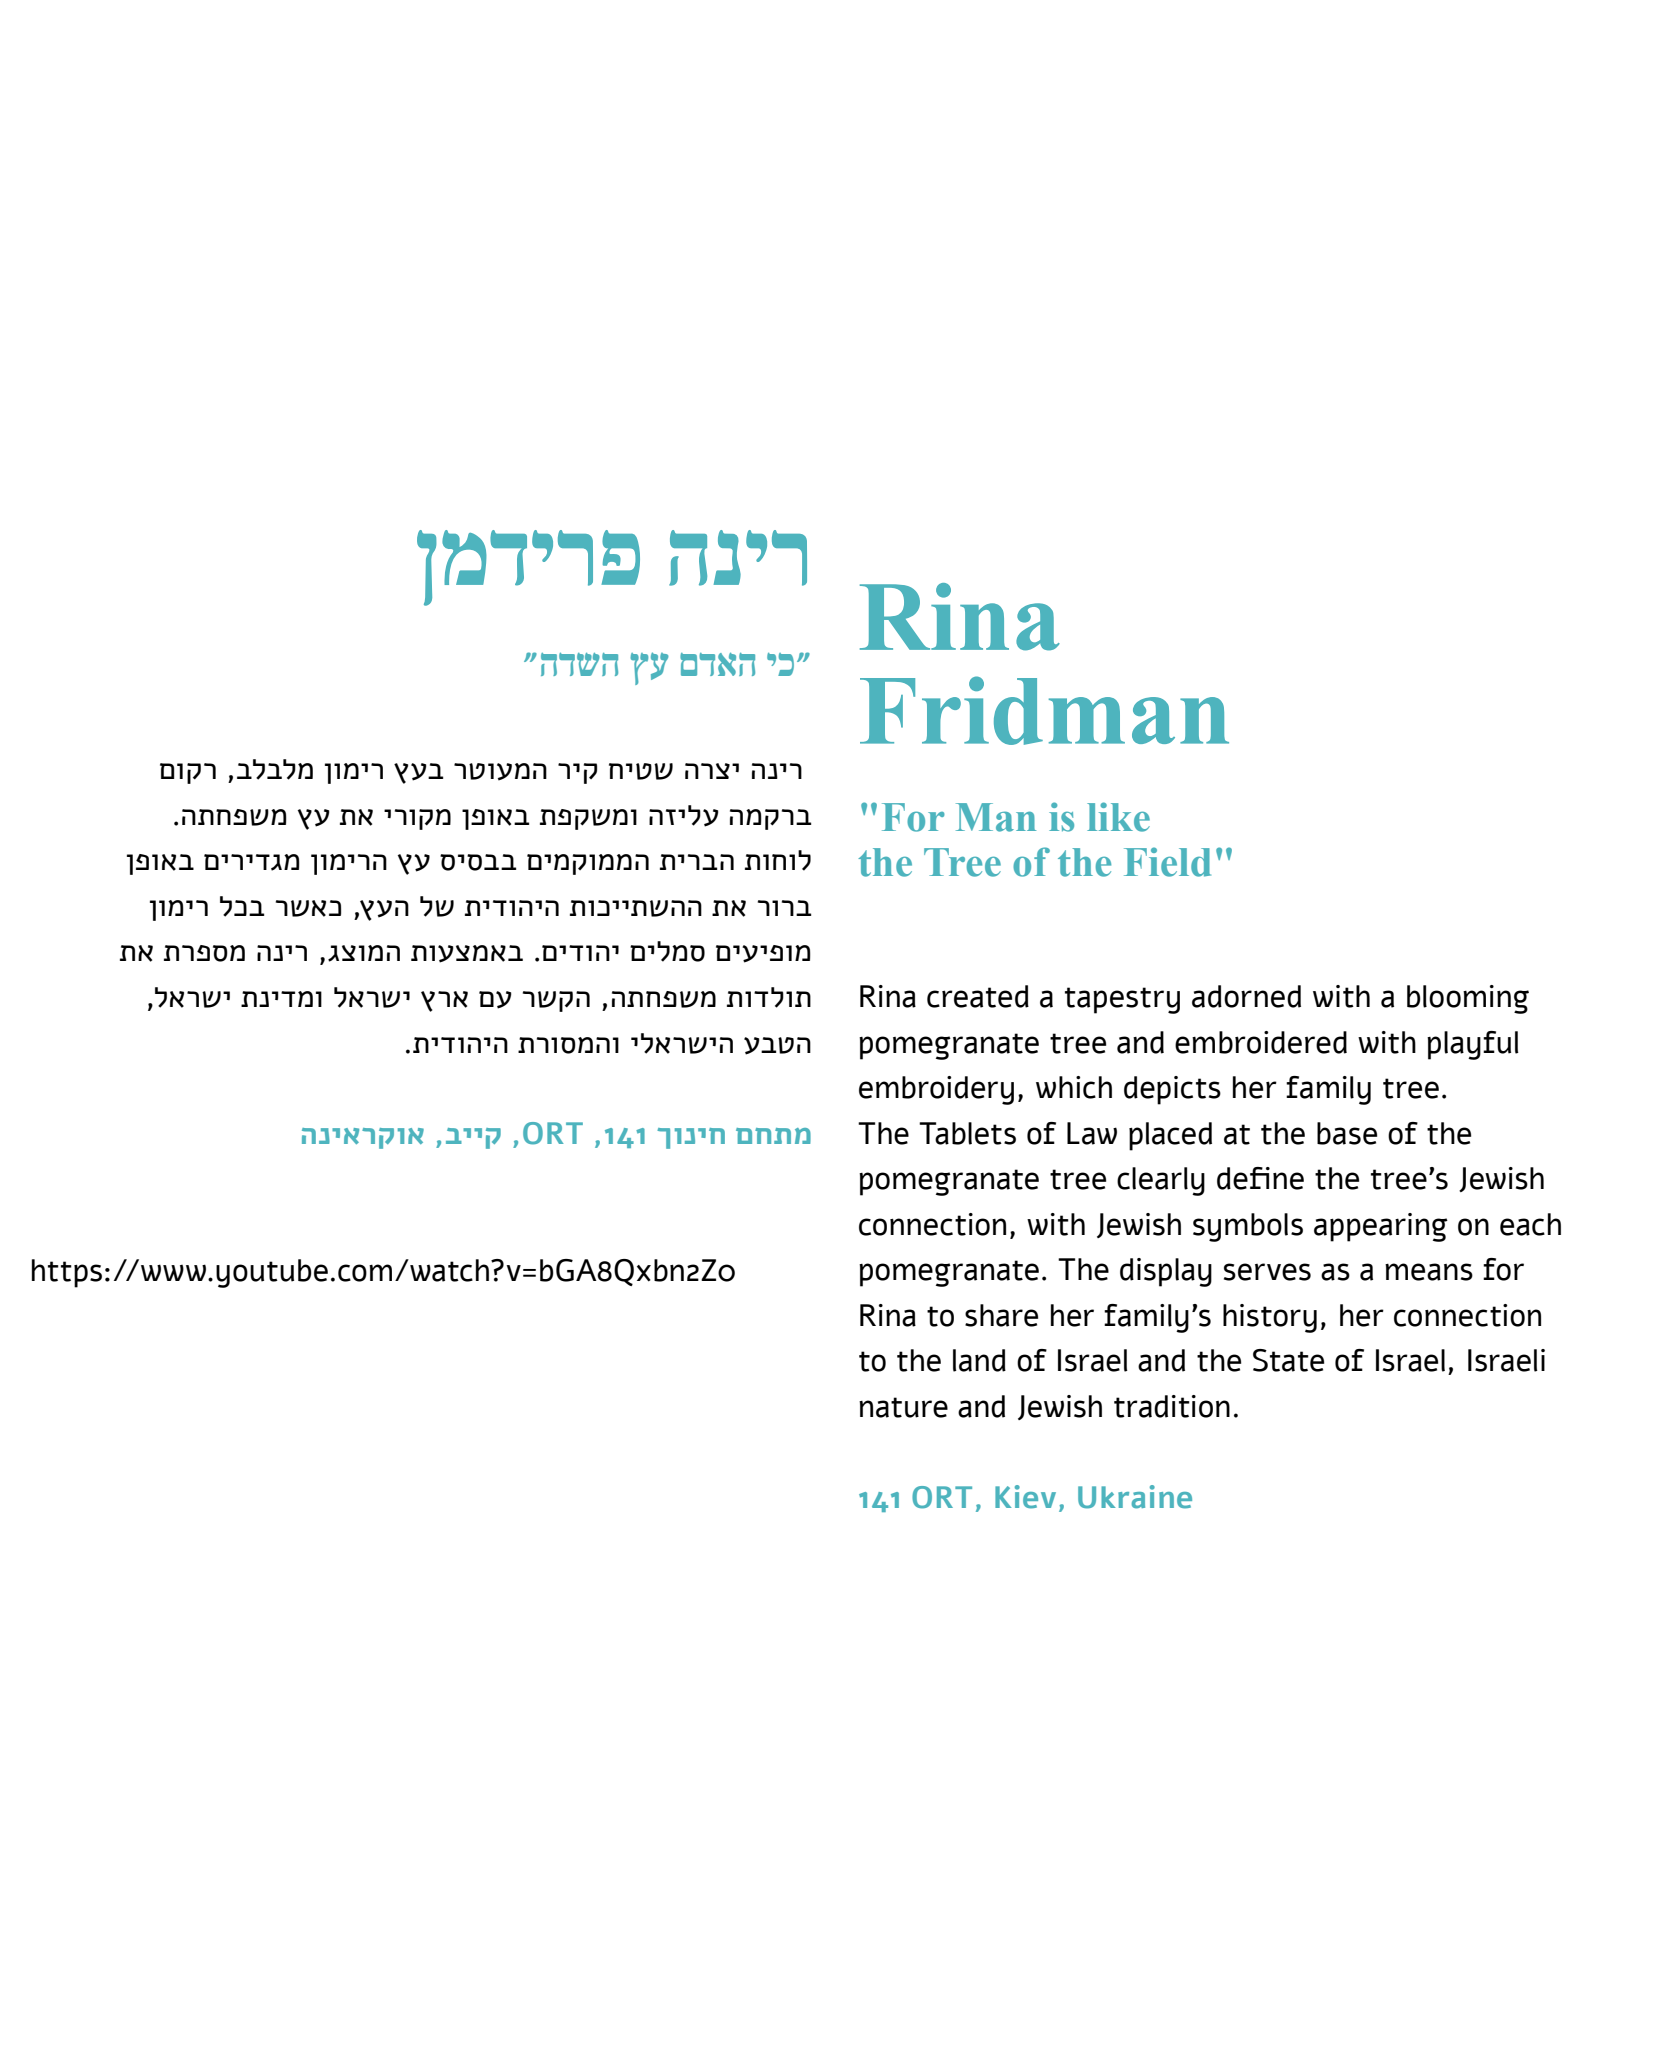 רינה פרידמן
"כי האדם עץ השדה"
רינה יצרה שטיח קיר המעוטר בעץ רימון מלבלב, רקום
ברקמה עליזה ומשקפת באופן מקורי את עץ משפחתה.
לוחות הברית הממוקמים בבסיס עץ הרימון מגדירים באופן
ברור את ההשתייכות היהודית של העץ, כאשר בכל רימון
מופיעים סמלים יהודים. באמצעות המוצג, רינה מספרת את
תולדות משפחתה, הקשר עם ארץ ישראל ומדינת ישראל,
הטבע הישראלי והמסורת היהודית.
מתחם חינוך 141, ORT, קייב, אוקראינה
https://www.youtube.com/watch?v=bGA8Qxbn2Z0
Rina
Fridman
"For Man is like
the Tree of the Field"
Rina created a tapestry adorned with a blooming
pomegranate tree and embroidered with playful
embroidery, which depicts her family tree.
The Tablets of Law placed at the base of the
pomegranate tree clearly define the tree's Jewish
connection, with Jewish symbols appearing on each
pomegranate. The display serves as a means for
Rina to share her family's history, her connection
to the land of Israel and the State of Israel, Israeli
nature and Jewish tradition.
141 ORT, Kiev, Ukraine